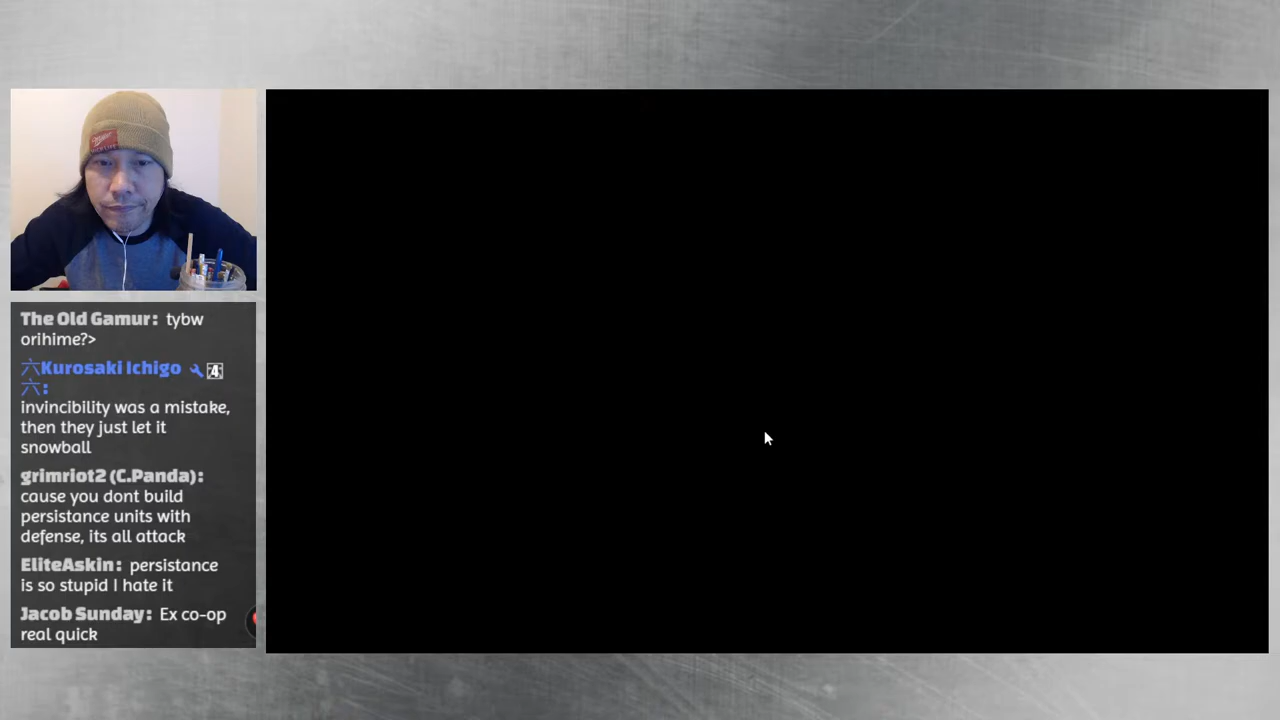 The Old Gamur: tybw
orihime?>
六Kurosaki Ichigo 4
六:
invincibility was a mistake,
then they just let it
snowball
grimriot2 (C.Panda):
cause you dont build
persistance units with
defense, its all attack
EliteAskin: persistance
is so stupid I hate it
Jacob Sunday: Ex co-op
real quick